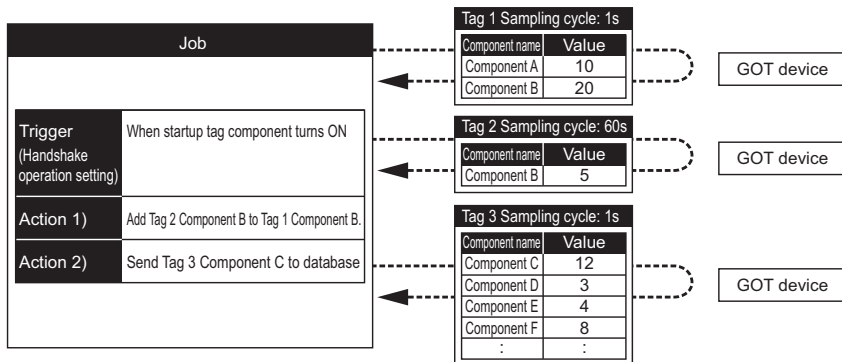 Job
Trigger
(Handshake
operation setting)
When startup tag component turns ON
Action 1)
Add Tag 2 Component B to Tag 1 Component B.
Action 2)
Send Tag 3 Component C to database
Tag 1 Sampling cycle: 1s
Component name Value
Component A 10
Component B 20
GOT device
Tag 2 Sampling cycle: 60s
Component name Value
Component B 5
GOT device
Tag 3 Sampling cycle: 1s
Component name Value
Component C 12
Component D 3
Component E 4
Component F 8
: :
GOT device